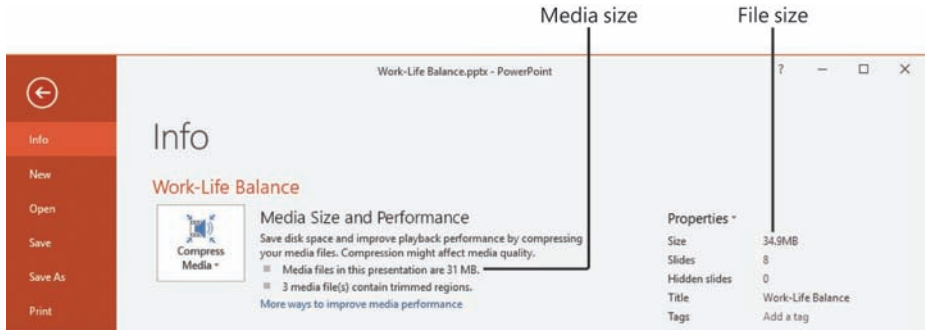 Media size
File size
Work-Life Balance.pptx - PowerPoint
?
Info
New
Open
Save
Save As
Print
Info
Work-Life Balance
Compress
Media
Media Size and Performance
Save disk space and improve playback performance by compressing
your media files. Compression might affect media quality.
Media files in this presentation are 31 MB.
3 media file(s) contain trimmed regions.
More ways to improve media performance
Properties
Size 34.9MB
Slides 8
Hidden slides 0
Title Work-Life Balance
Tags Add a tag